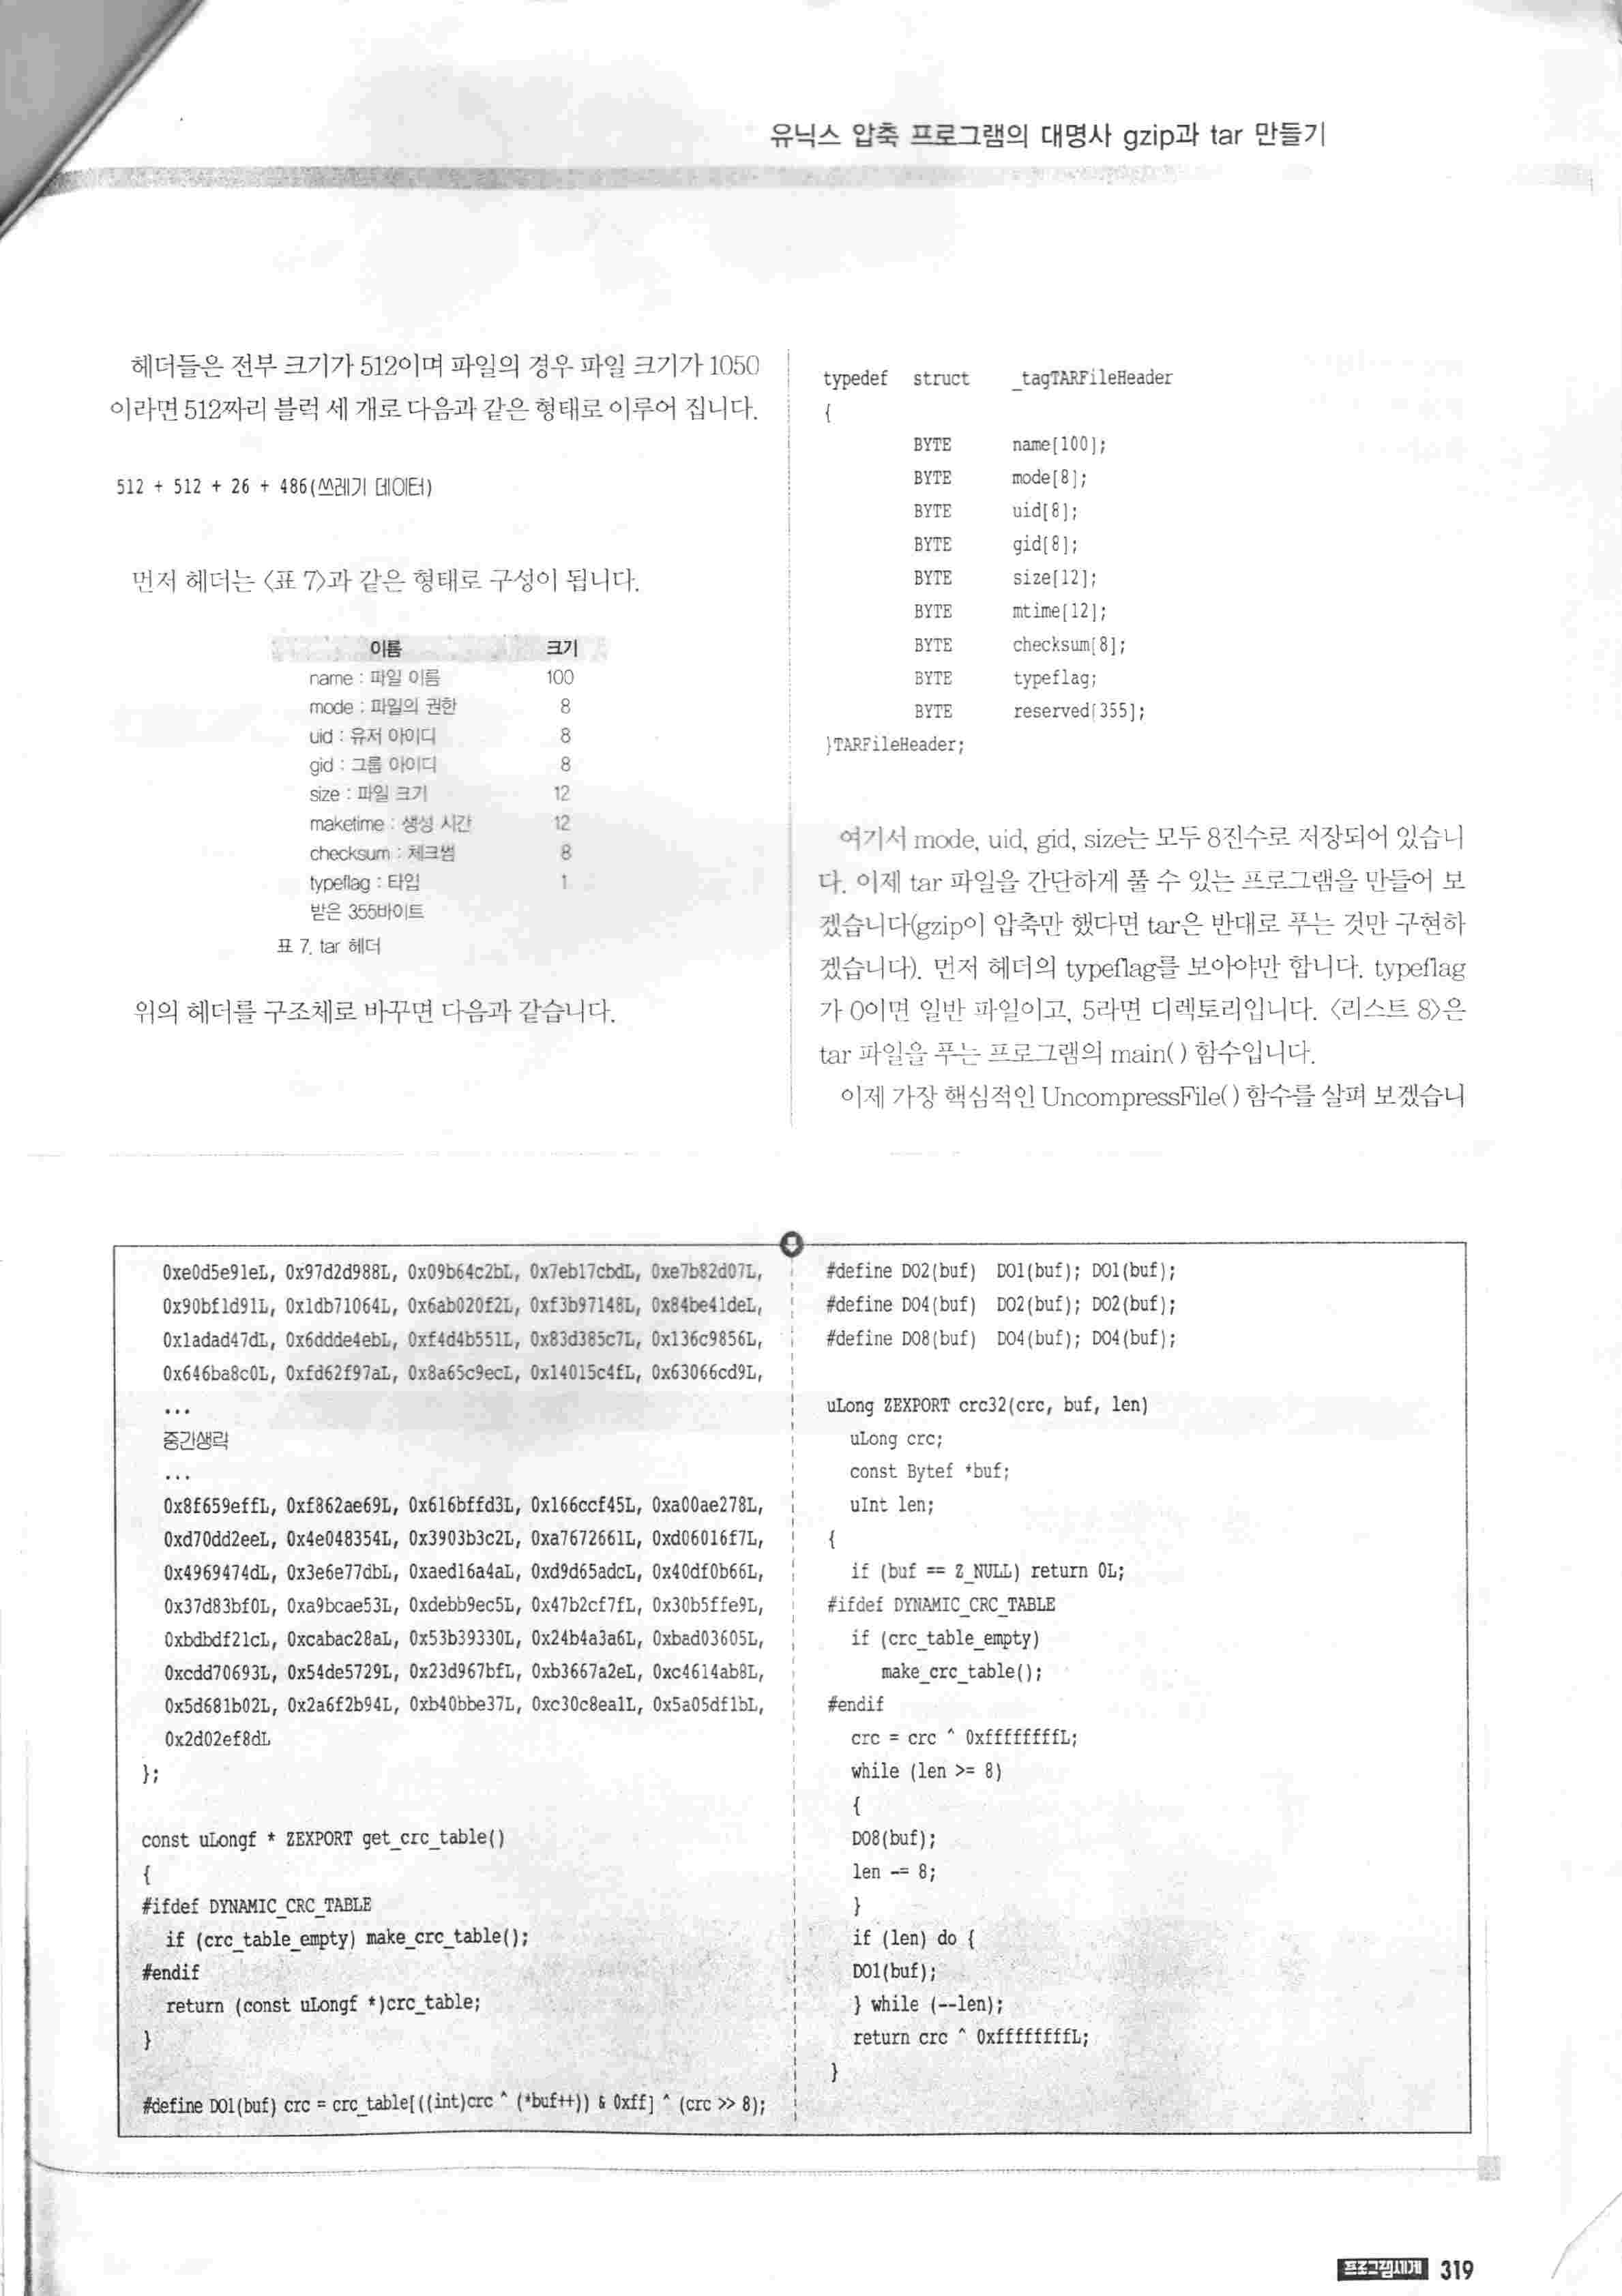 유닉스 압축 프로그램의 대명사 gzip과 tar 만들기
헤더들은 전부 크기가 512이며 파일의 경우 파일 크기가 1050
이라면 512짜리 블럭 세 개로 다음과 같은 형태로 이루어 집니다.
512 + 512 + 26 + 486(쓰레기 데이터)
먼저 헤더는 〈표 7〉과 같은 형태로 구성이 됩니다.
이름 크기
name : 파일 이름 100
mode : 파일의 권한 8
uid : 유저 아이디 8
gid : 그룹 아이디 8
size : 파일 크기 12
maketime : 생성 시간 12
checksum : 체크썸 8
typeflag : 타입 1
받은 355바이트
표 7. tar 헤더
위의 헤더를 구조체로 바꾸면 다음과 같습니다.
typedef struct _tagTARFileHeader
{
BYTE name[100];
BYTE mode[8];
BYTE uid[8];
BYTE gid[8];
BYTE size[12];
BYTE mtime[12];
BYTE checksum[8];
BYTE typeflag;
BYTE reserved[355];
}TARFileHeader;
여기서 mode, uid, gid, size는 모두 8진수로 저장되어 있습니
다. 이제 tar 파일을 간단하게 풀 수 있는 프로그램을 만들어 보
겠습니다(gzip이 압축만 했다면 tar은 반대로 푸는 것만 구현하
겠습니다). 먼저 헤더의 typeflag를 보아야만 합니다. typeflag
가 0이면 일반 파일이고, 5라면 디렉토리입니다. 〈리스트 8〉은
tar 파일을 푸는 프로그램의 main( ) 함수입니다.
이제 가장 핵심적인 UncompressFile( ) 함수를 살펴 보겠습니
0xe0d5e91eL, 0x97d2d988L, 0x09b64c2bL, 0x7eb17cbdL, 0xe7b82d07L,
0x90bf1d91L, 0x1db71064L, 0x6ab020f2L, 0xf3b97148L, 0x84be41deL,
0x1adad47dL, 0x6ddde4ebL, 0xf4d4b551L, 0x83d385c7L, 0x136c9856L,
0x646ba8c0L, 0xfd62f97aL, 0x8a65c9ecL, 0x14015c4fL, 0x63066cd9L,
...
중간생략
...
0x8f659effL, 0xf862ae69L, 0x616bffd3L, 0x166ccf45L, 0xa00ae278L,
0xd70dd2eeL, 0x4e048354L, 0x3903b3c2L, 0xa7672661L, 0xd06016f7L,
0x4969474dL, 0x3e6e77dbL, 0xaed16a4aL, 0xd9d65adcL, 0x40df0b66L,
0x37d83bf0L, 0xa9bcae53L, 0xdebb9ec5L, 0x47b2cf7fL, 0x30b5ffe9L,
0xbdbdf21cL, 0xcabac28aL, 0x53b39330L, 0x24b4a3a6L, 0xbad03605L,
0xcdd70693L, 0x54de5729L, 0x23d967bfL, 0xb3667a2eL, 0xc4614ab8L,
0x5d681b02L, 0x2a6f2b94L, 0xb40bbe37L, 0xc30c8ea1L, 0x5a05df1bL,
0x2d02ef8dL
};
const uLongf * ZEXPORT get_crc_table()
{
#ifdef DYNAMIC_CRC_TABLE
if (crc_table_empty) make_crc_table();
#endif
return (const uLongf *)crc_table;
}
#define DO1(buf) crc = crc_table[((int)crc ^ (*buf++)) & 0xff] ^ (crc >> 8);
#define DO2(buf) DO1(buf); DO1(buf);
#define DO4(buf) DO2(buf); DO2(buf);
#define DO8(buf) DO4(buf); DO4(buf);
uLong ZEXPORT crc32(crc, buf, len)
uLong crc;
const Bytef *buf;
uInt len;
{
if (buf == Z_NULL) return 0L;
#ifdef DYNAMIC_CRC_TABLE
if (crc_table_empty)
make_crc_table();
#endif
crc = crc ^ 0xffffffffL;
while (len >= 8)
{
DO8(buf);
len -= 8;
}
if (len) do {
DO1(buf);
} while (--len);
return crc ^ 0xffffffffL;
}
프로그램세계 319